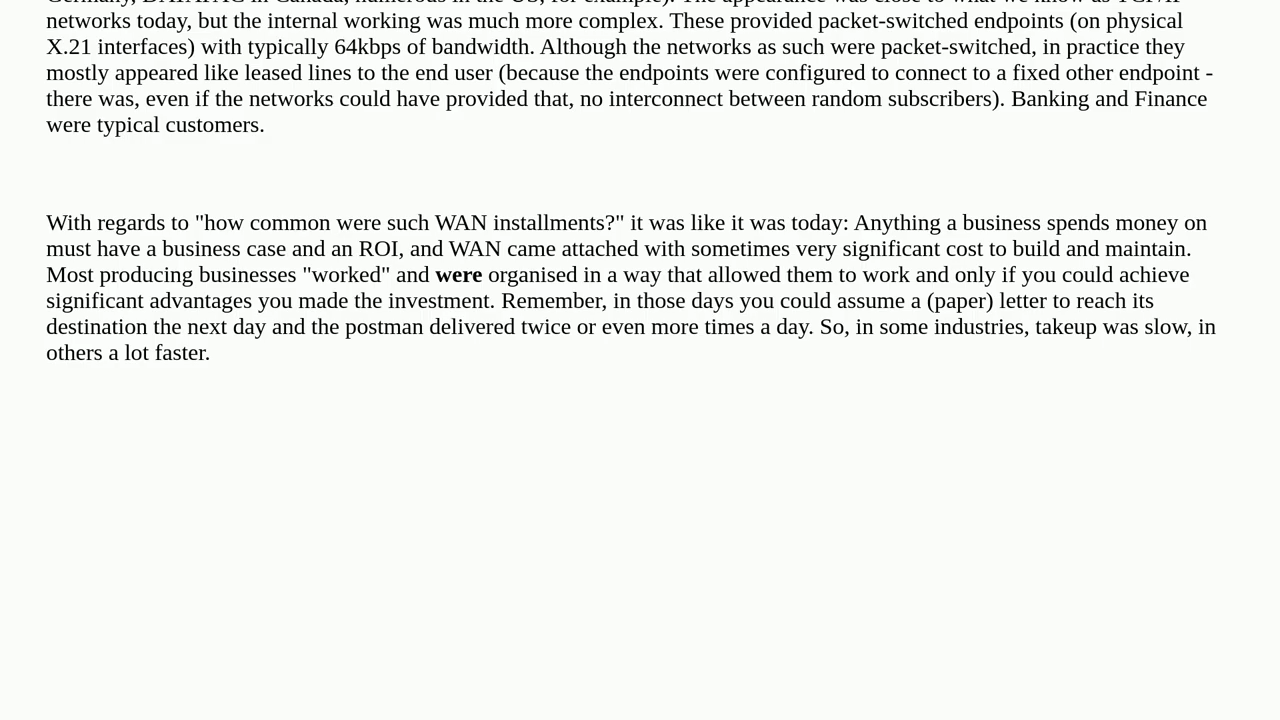 networks today, but the internal working was much more complex. These provided packet-switched endpoints (on physical
X.21 interfaces) with typically 64kbps of bandwidth. Although the networks as such were packet-switched, in practice they
mostly appeared like leased lines to the end user (because the endpoints were configured to connect to a fixed other endpoint -
there was, even if the networks could have provided that, no interconnect between random subscribers). Banking and Finance
were typical customers.
With regards to "how common were such WAN installments?" it was like it was today: Anything a business spends money on
must have a business case and an ROI, and WAN came attached with sometimes very significant cost to build and maintain.
Most producing businesses "worked" and were organised in a way that allowed them to work and only if you could achieve
significant advantages you made the investment. Remember, in those days you could assume a (paper) letter to reach its
destination the next day and the postman delivered twice or even more times a day. So, in some industries, takeup was slow, in
others a lot faster.